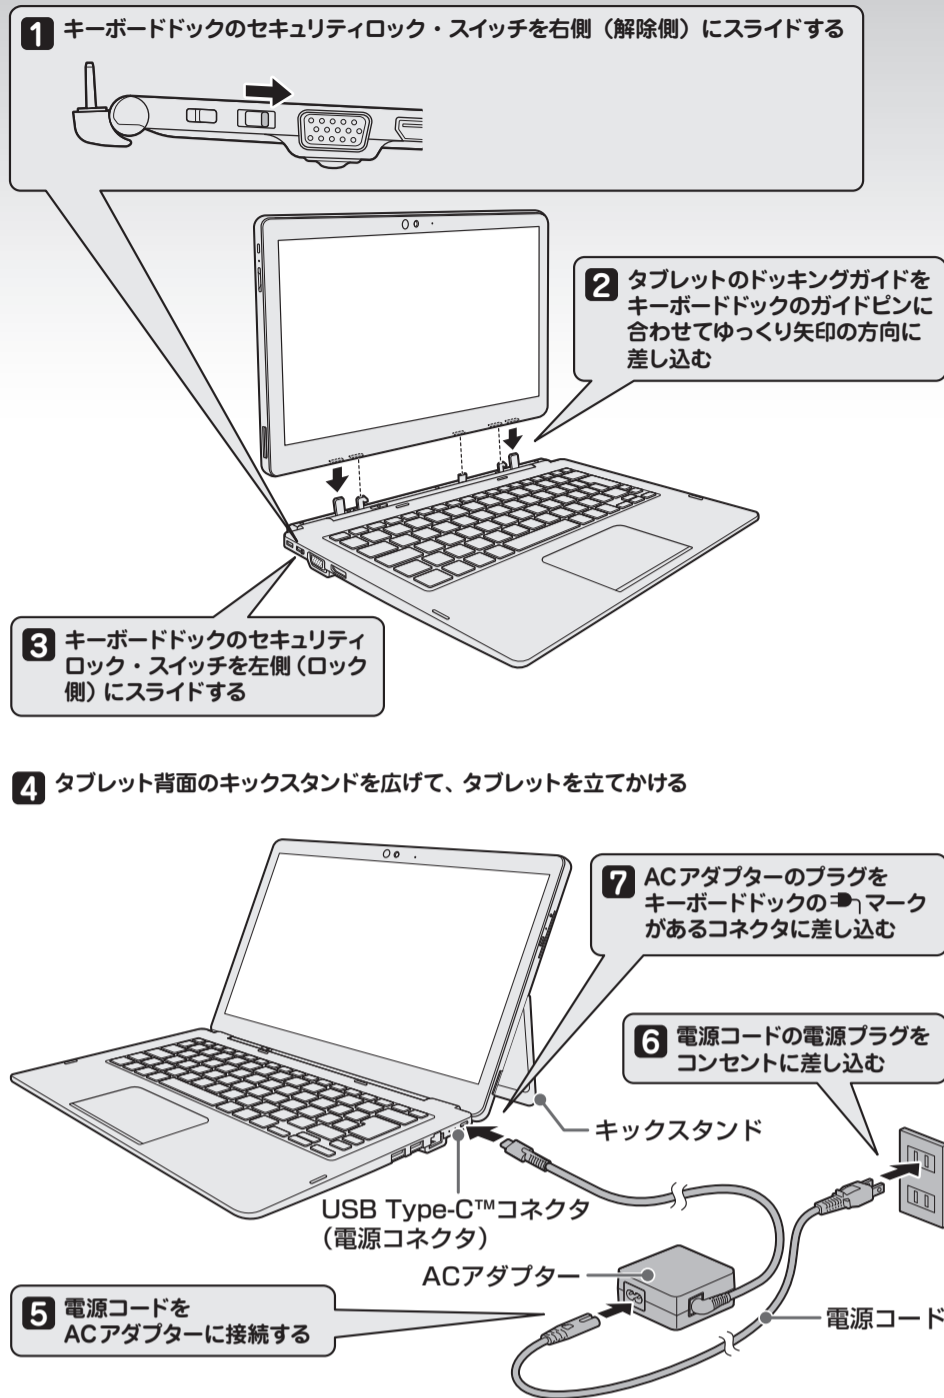 1 キーボードドックのセキュリティロック・スイッチを右側（解除側）にスライドする
2 タブレットのドッキングガイドを
キーボードドックのガイドピンに
合わせてゆっくり矢印の方向に
差し込む
3 キーボードドックのセキュリティ
ロック・スイッチを左側（ロック
側）にスライドする
4 タブレット背面のキックスタンドを広げて、タブレットを立てかける
7 ACアダプターのプラグを
キーボードドックのマーク
があるコネクタに差し込む
6 電源コードの電源プラグを
コンセントに差し込む
キックスタンド
USB Type-C™コネクタ
（電源コネクタ）
ACアダプター
5 電源コードを
ACアダプターに接続する
電源コード